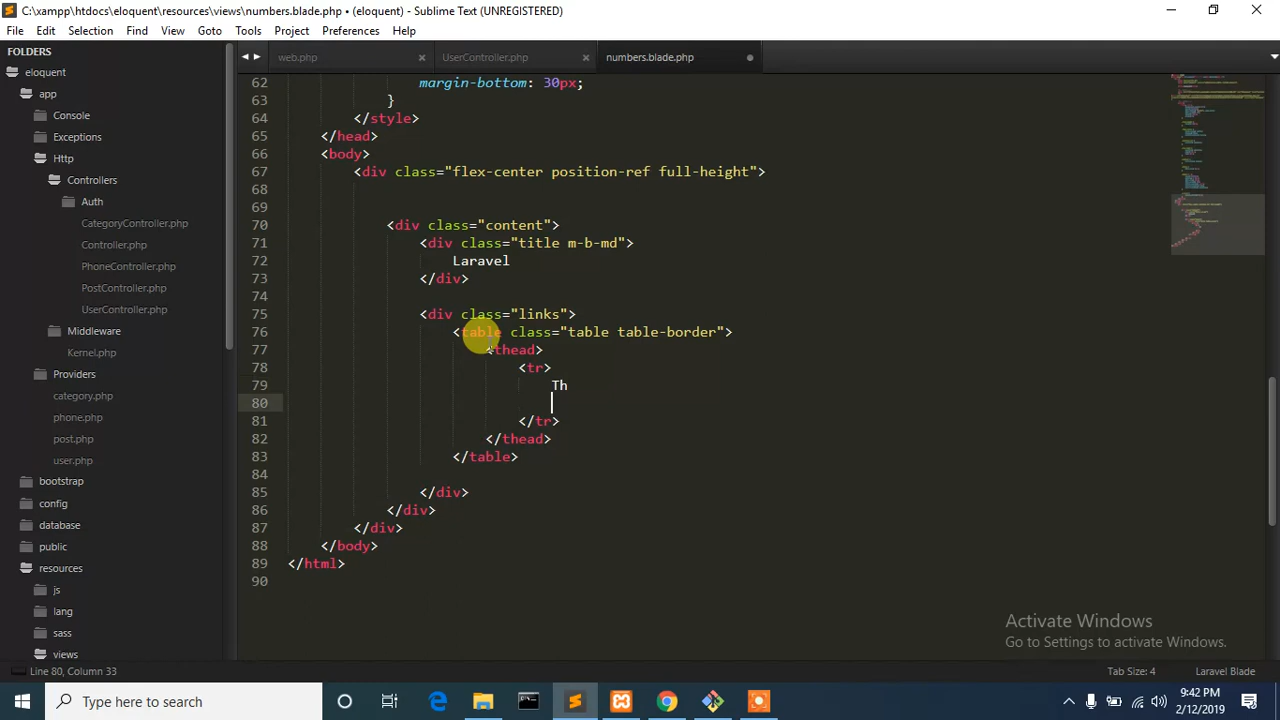 C:\xampp\htdocs\eloquent\resources\views\numbers.blade.php • (eloquent) - Sublime Text (UNREGISTERED)
File Edit Selection Find View Goto Tools Project Preferences Help
FOLDERS
eloquent
app
Console
Exceptions
Http
Controllers
Auth
CategoryController.php
Controller.php
PhoneController.php
PostController.php
UserController.php
Middleware
Kernel.php
Providers
category.php
phone.php
post.php
user.php
bootstrap
config
database
public
resources
js
lang
sass
views
web.php UserController.php numbers.blade.php
62 margin-bottom: 30px;
63 }
64 </style>
65 </head>
66 <body>
67 <div class="flex-center position-ref full-height">
68
69
70 <div class="content">
71 <div class="title m-b-md">
72 Laravel
73 </div>
74
75 <div class="links">
76 <table class="table table-border">
77 <thead>
78 <tr>
79 Th
80
81 </tr>
82 </thead>
83 </table>
84
85 </div>
86 </div>
87 </div>
88 </body>
89 </html>
90
Activate Windows
Go to Settings to activate Windows.
Line 80, Column 33 Tab Size: 4 Laravel Blade
Type here to search
9:42 PM
2/12/2019